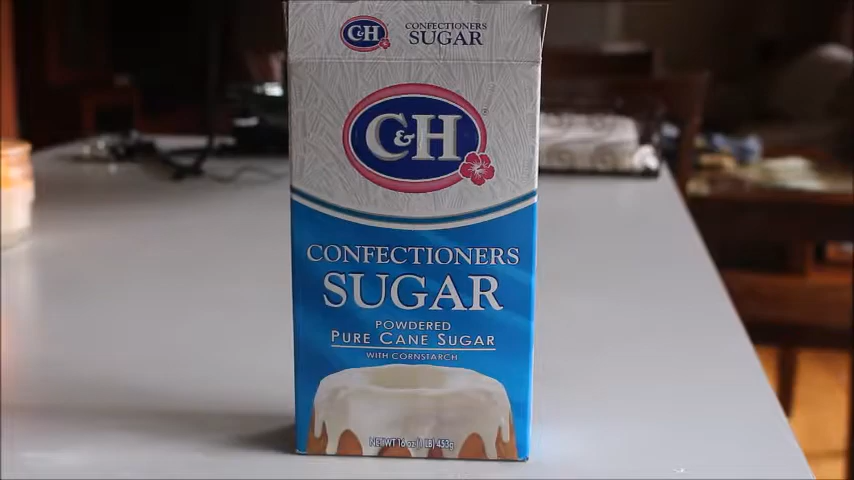 C&H
CONFECTIONERS
SUGAR
C&H
CONFECTIONERS
SUGAR
POWDERED
PURE CANE SUGAR
WITH CORNSTARCH
NET WT 16 oz (1 LB) 453g